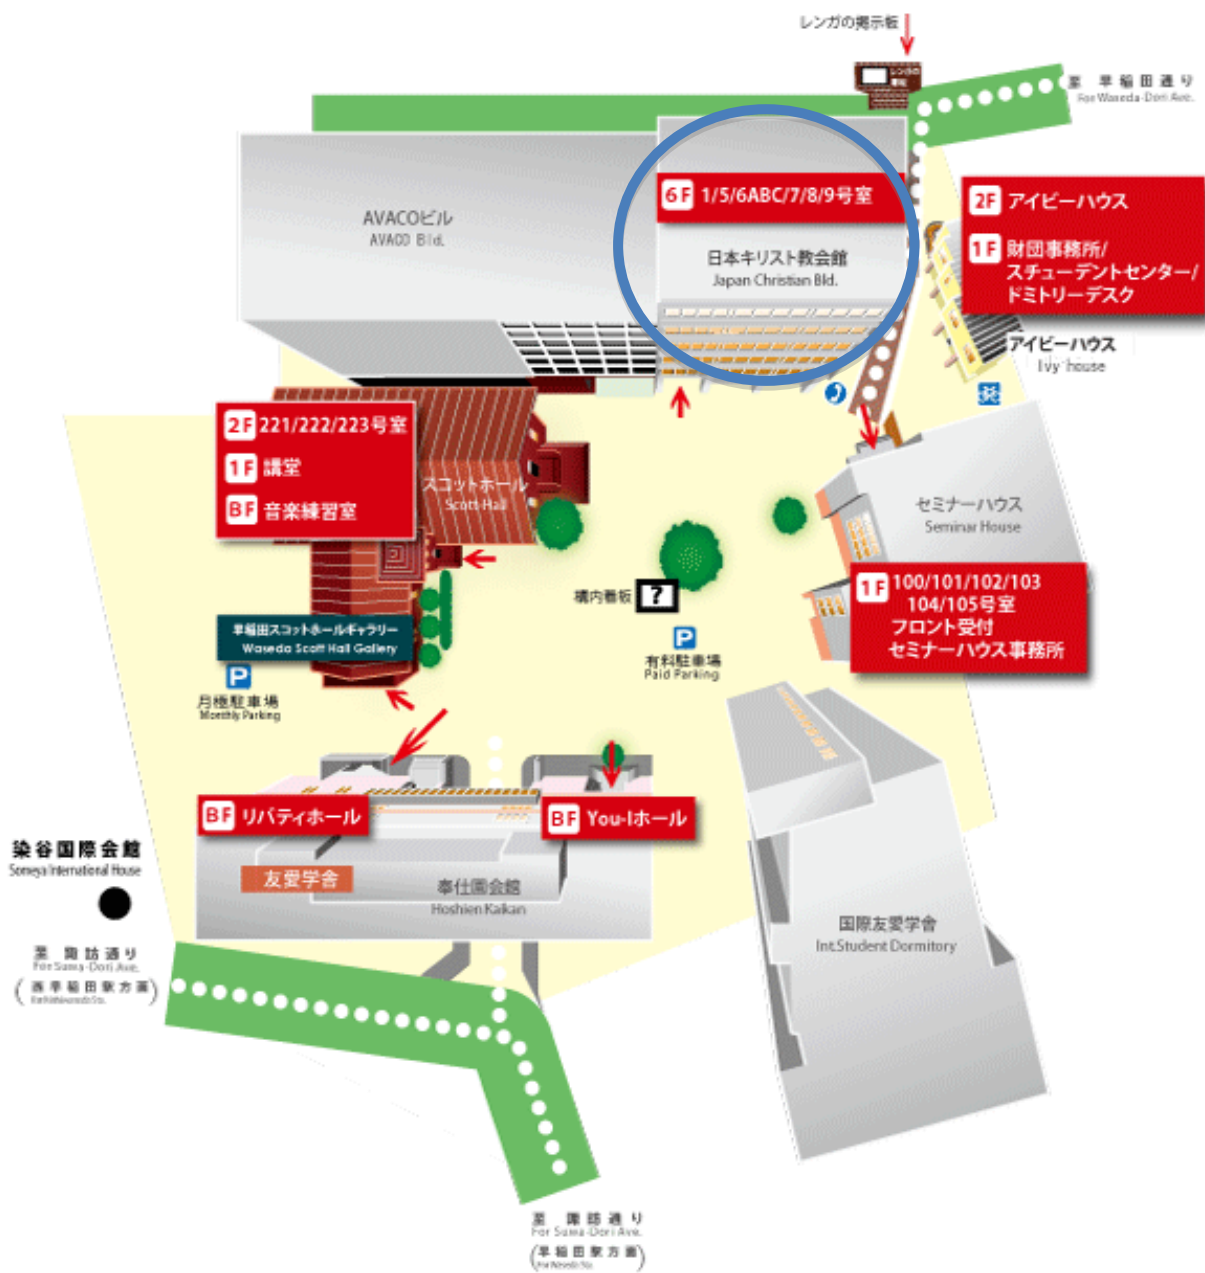 レンガの掲示板
至 早稲田通り
For Waseda-Dori Ave.
6F 1/5/6ABC/7/8/9号室
日本キリスト教会館
Japan Christian Bld.
AVACOビル
AVACO Bld.
2F アイビーハウス
1F 財団事務所/
スチューデントセンター/
ドミトリーデスク
アイビーハウス
Ivy house
2F 221/222/223号室
1F 講堂
BF 音楽練習室
スコットホール
Scott Hall
セミナーハウス
Seminar House
1F 100/101/102/103
104/105号室
フロント受付
セミナーハウス事務所
構内看板
?
P
有料駐車場
Paid Parking
早稲田スコットホールギャラリー
Waseda Scott Hall Gallery
P
月極駐車場
Monthly Parking
BF リバティホール
BF You-Iホール
友愛学舎
奉仕園会館
Hoshien Kaikan
国際友愛学舎
Int.Student Dormitory
染谷国際会館
Someya International House
至 諏訪通り
For Suwa-Dori Ave.
(西早稲田駅方面)
至 諏訪通り
For Suwa-Dori Ave.
(早稲田駅方面)
For Waseda Sta.